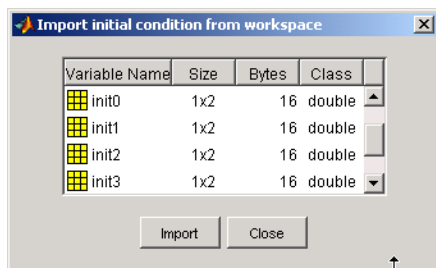 Import initial condition from workspace
Variable Name Size Bytes Class
init0 1x2 16 double
init1 1x2 16 double
init2 1x2 16 double
init3 1x2 16 double
Import Close